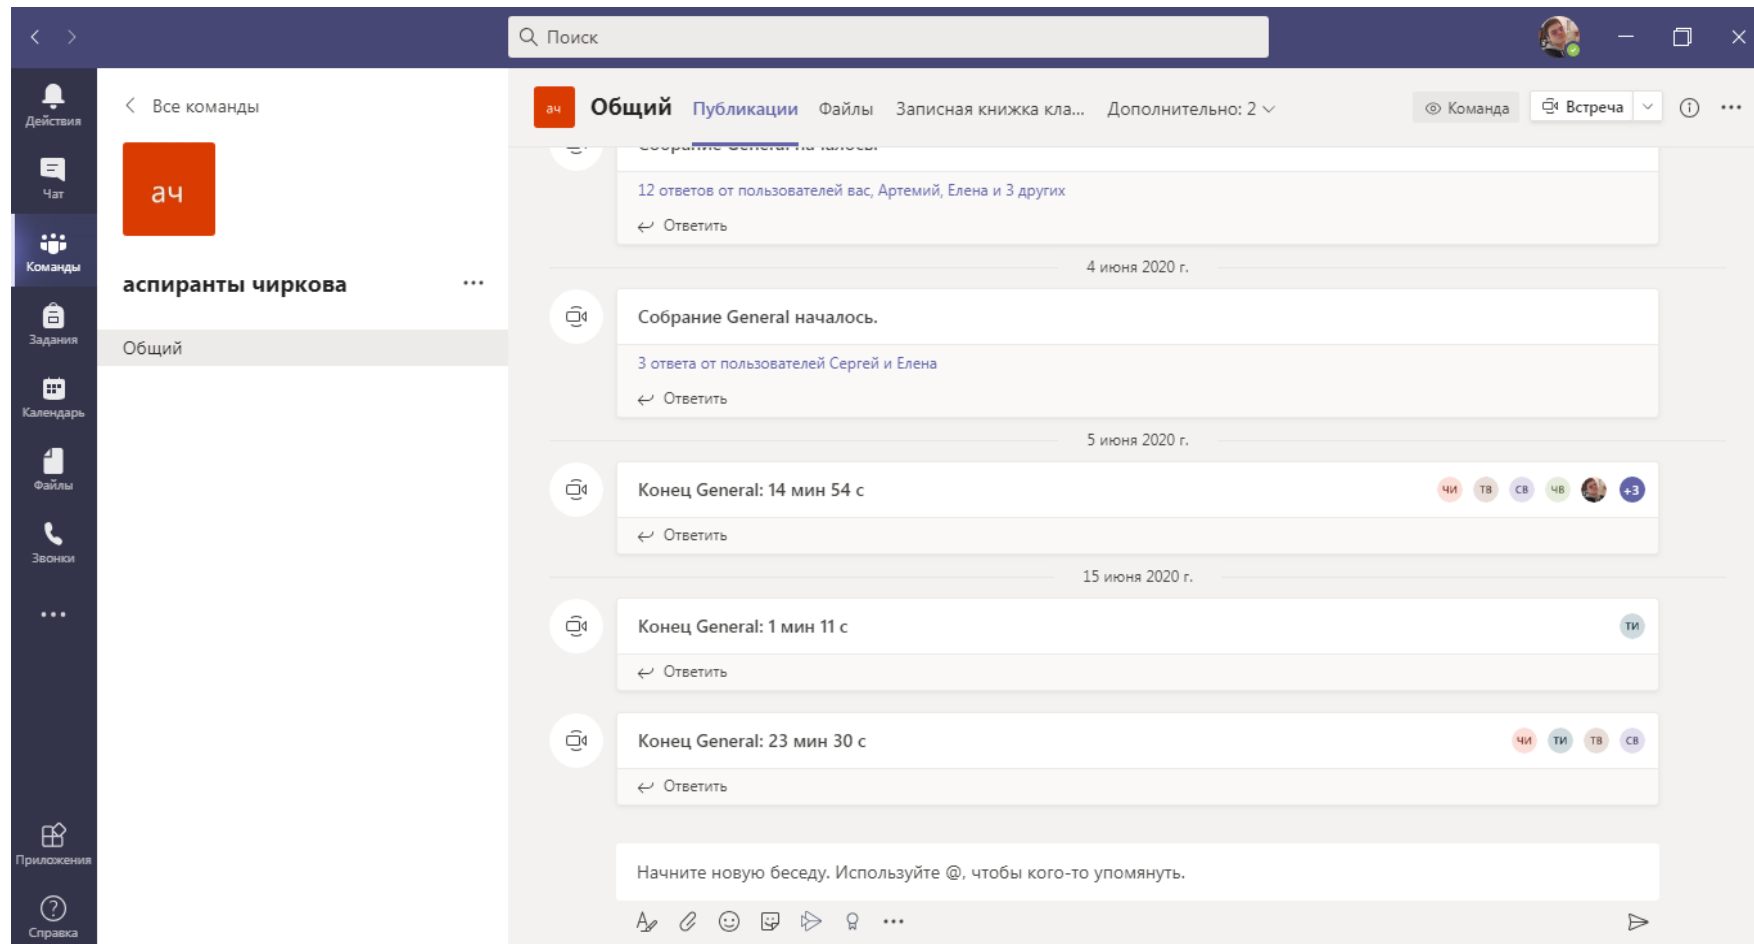 Поиск
Действия
Чат
Команды
Задания
Календарь
Файлы
Звонки
Приложения
Справка
Все команды
ач
аспиранты чиркова
Общий
ач Общий Публикации Файлы Записная книжка кла... Дополнительно: 2 Команда Встреча
Собрание General началось.
12 ответов от пользователей вас, Артемий, Елена и 3 других
Ответить
4 июня 2020 г.
Собрание General началось.
3 ответа от пользователей Сергей и Елена
Ответить
5 июня 2020 г.
Конец General: 14 мин 54 с ЧИ ТВ СВ ЧВ +3
Ответить
15 июня 2020 г.
Конец General: 1 мин 11 с ТИ
Ответить
Конец General: 23 мин 30 с ЧИ ТИ ТВ СВ
Ответить
Начните новую беседу. Используйте @, чтобы кого-то упомянуть.